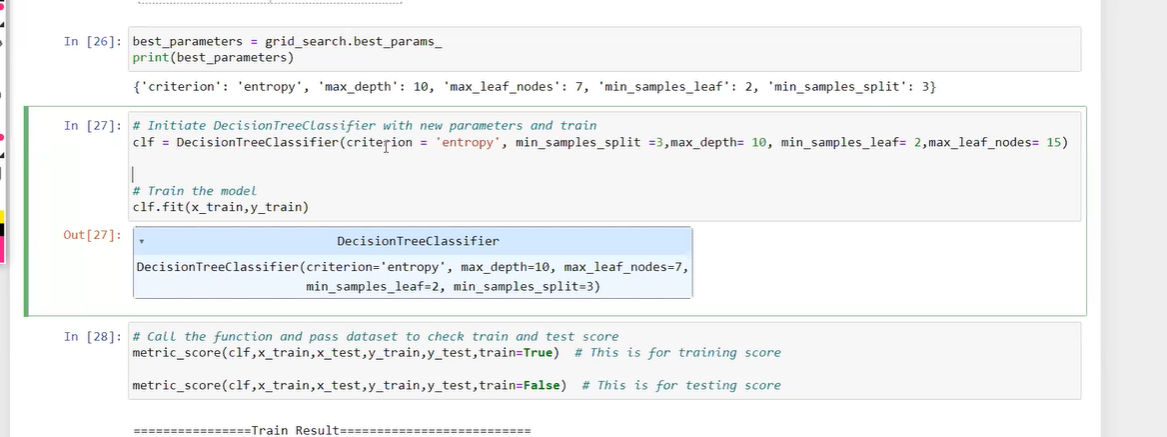 In [26]: best_parameters = grid_search.best_params_
print(best_parameters)
{'criterion': 'entropy', 'max_depth': 10, 'max_leaf_nodes': 7, 'min_samples_leaf': 2, 'min_samples_split': 3}
In [27]: # Initiate DecisionTreeClassifier with new parameters and train
clf = DecisionTreeClassifier(criterion = 'entropy', min_samples_split =3,max_depth= 10, min_samples_leaf= 2,max_leaf_nodes= 15)
# Train the model
clf.fit(x_train,y_train)
Out[27]: DecisionTreeClassifier
DecisionTreeClassifier(criterion='entropy', max_depth=10, max_leaf_nodes=7,
min_samples_leaf=2, min_samples_split=3)
In [28]: # Call the function and pass dataset to check train and test score
metric_score(clf,x_train,x_test,y_train,y_test,train=True) # This is for training score
metric_score(clf,x_train,x_test,y_train,y_test,train=False) # This is for testing score
================Train Result==========================